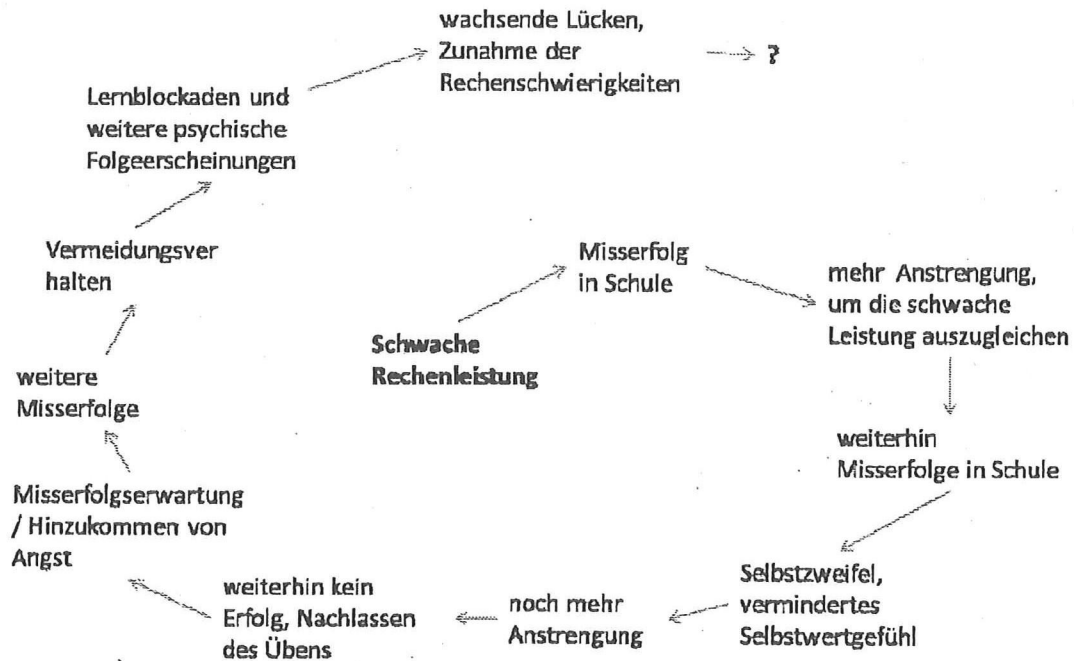 wachsende Lücken,
Zunahme der
Rechenschwierigkeiten
?
Lernblockaden und
weitere psychische
Folgeerscheinungen
Vermeidungsver
halten
Misserfolg
in Schule
mehr Anstrengung,
um die schwache
Leistung auszugleichen
Schwache
Rechenleistung
weitere
Misserfolge
weiterhin
Misserfolge in Schule
Misserfolgserwartung
/ Hinzukommen von
Angst
Selbstzweifel,
vermindertes
Selbstwertgefühl
noch mehr
Anstrengung
weiterhin kein
Erfolg, Nachlassen
des Übens